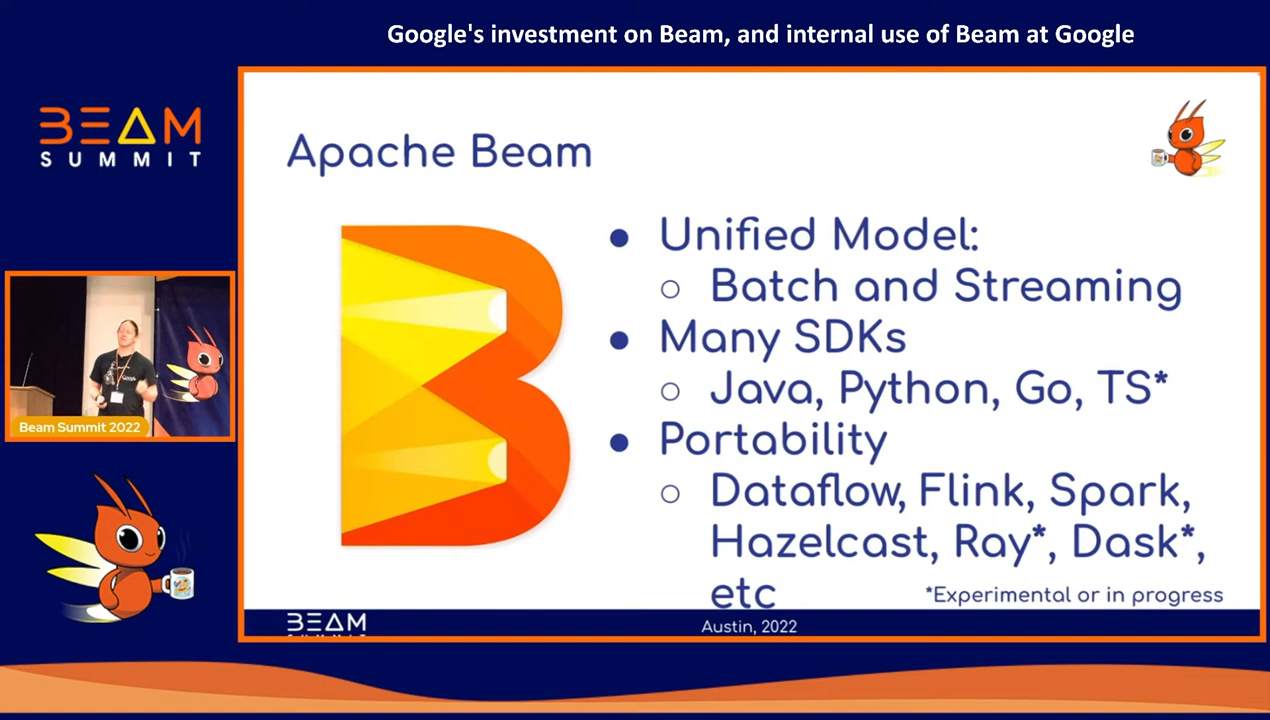 Google's investment on Beam, and internal use of Beam at Google
BEAM
SUMMIT
Apache Beam
● Unified Model:
○ Batch and Streaming
● Many SDKs
○ Java, Python, Go, TS*
● Portability
○ Dataflow, Flink, Spark,
Hazelcast, Ray*, Dask*,
etc
*Experimental or in progress
Beam Summit 2022
BEAM
Austin, 2022